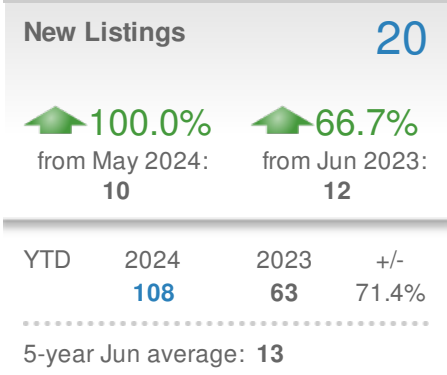 New Listings 20
100.0% 66.7%
from May 2024: from Jun 2023:
10 12
YTD 2024 2023 +/-
108 63 71.4%
5-year Jun average: 13